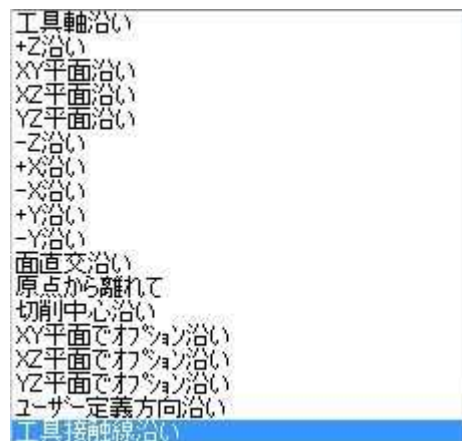 工具軸沿い
+Z沿い
XY平面沿い
XZ平面沿い
YZ平面沿い
-Z沿い
+X沿い
-X沿い
+Y沿い
-Y沿い
面直交沿い
原点から離れて
切削中心沿い
XY平面でｵﾌﾟｼｮﾝ沿い
XZ平面でｵﾌﾟｼｮﾝ沿い
YZ平面でｵﾌﾟｼｮﾝ沿い
ﾕｰｻﾞｰ定義方向沿い
工具接触線沿い